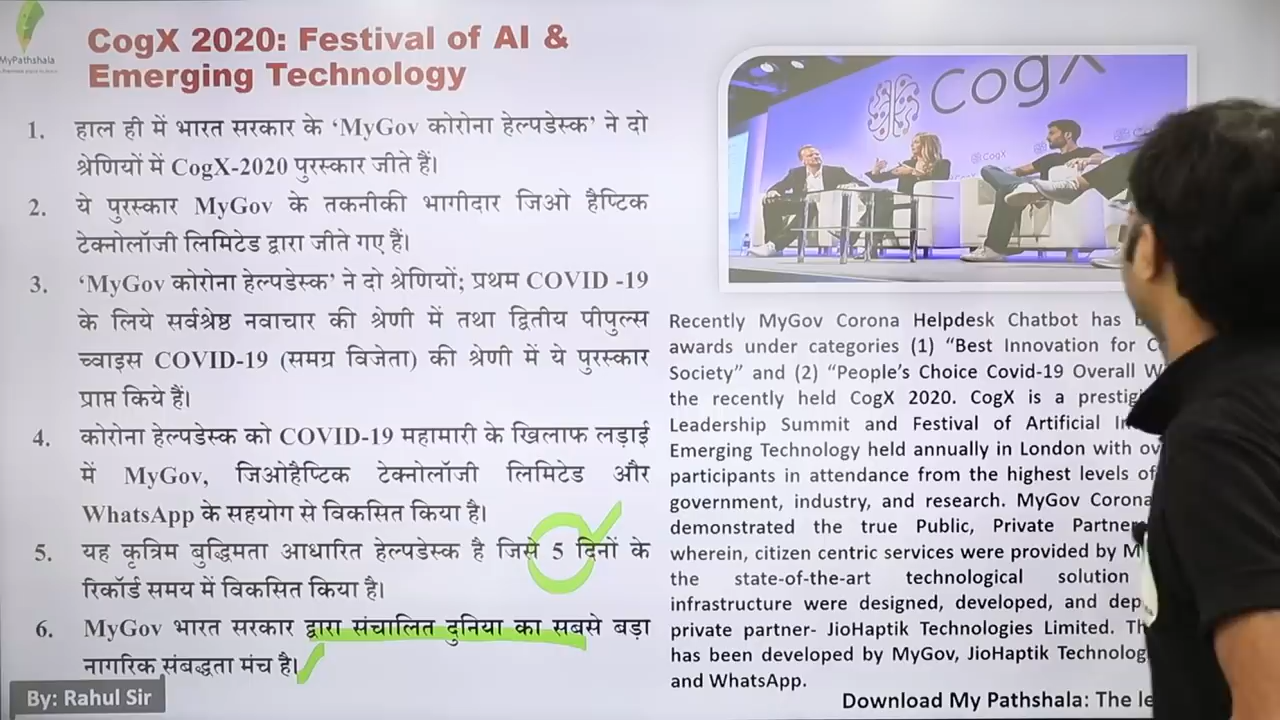 MyPathshala
CogX 2020: Festival of AI &
Emerging Technology
1. हाल ही में भारत सरकार के ‘MyGov कोरोना हेल्पडेस्क’ ने दो
श्रेणियों में CogX-2020 पुरस्कार जीते हैं।
2. ये पुरस्कार MyGov के तकनीकी भागीदार जिओ हैप्टिक
टेक्नोलॉजी लिमिटेड द्वारा जीते गए हैं।
3. ‘MyGov कोरोना हेल्पडेस्क’ ने दो श्रेणियों; प्रथम COVID -19
के लिये सर्वश्रेष्ठ नवाचार की श्रेणी में तथा द्वितीय पीपुल्स
च्वाइस COVID-19 (समग्र विजेता) की श्रेणी में ये पुरस्कार
प्राप्त किये हैं।
4. कोरोना हेल्पडेस्क को COVID-19 महामारी के खिलाफ लड़ाई
में MyGov, जिओहैप्टिक टेक्नोलॉजी लिमिटेड और
WhatsApp के सहयोग से विकसित किया है।
5. यह कृत्रिम बुद्धिमता आधारित हेल्पडेस्क है जिसे 5 दिनों के
रिकॉर्ड समय में विकसित किया है।
6. MyGov भारत सरकार द्वारा संचालित दुनिया का सबसे बड़ा
नागरिक संबद्धता मंच है।
By: Rahul Sir
CogX
CogX
Recently MyGov Corona Helpdesk Chatbot has
awards under categories (1) “Best Innovation for
Society” and (2) “People’s Choice Covid-19 Overall
the recently held CogX 2020. CogX is a
Leadership Summit and Festival of Artificial
Emerging Technology held annually in London with
participants in attendance from the highest levels of
government, industry, and research. MyGov Corona
demonstrated the true Public, Private
wherein, citizen centric services were provided by
the state-of-the-art technological solution
infrastructure were designed, developed, and
private partner- JioHaptik Technologies Limited.
has been developed by MyGov, JioHaptik
and WhatsApp.
Download My Pathshala: The